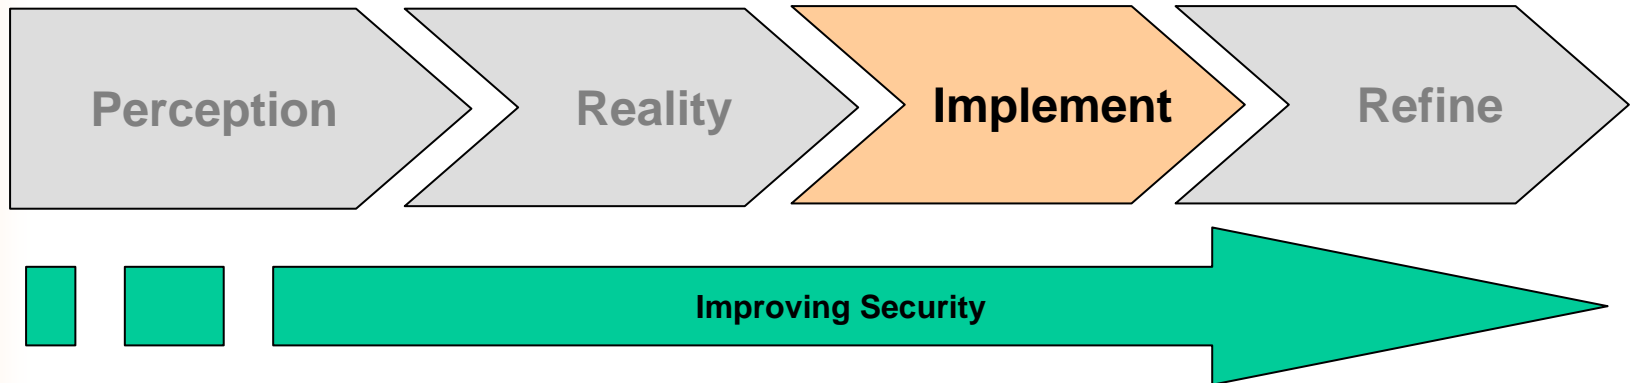 Perception
Reality
Implement
Refine
Improving Security